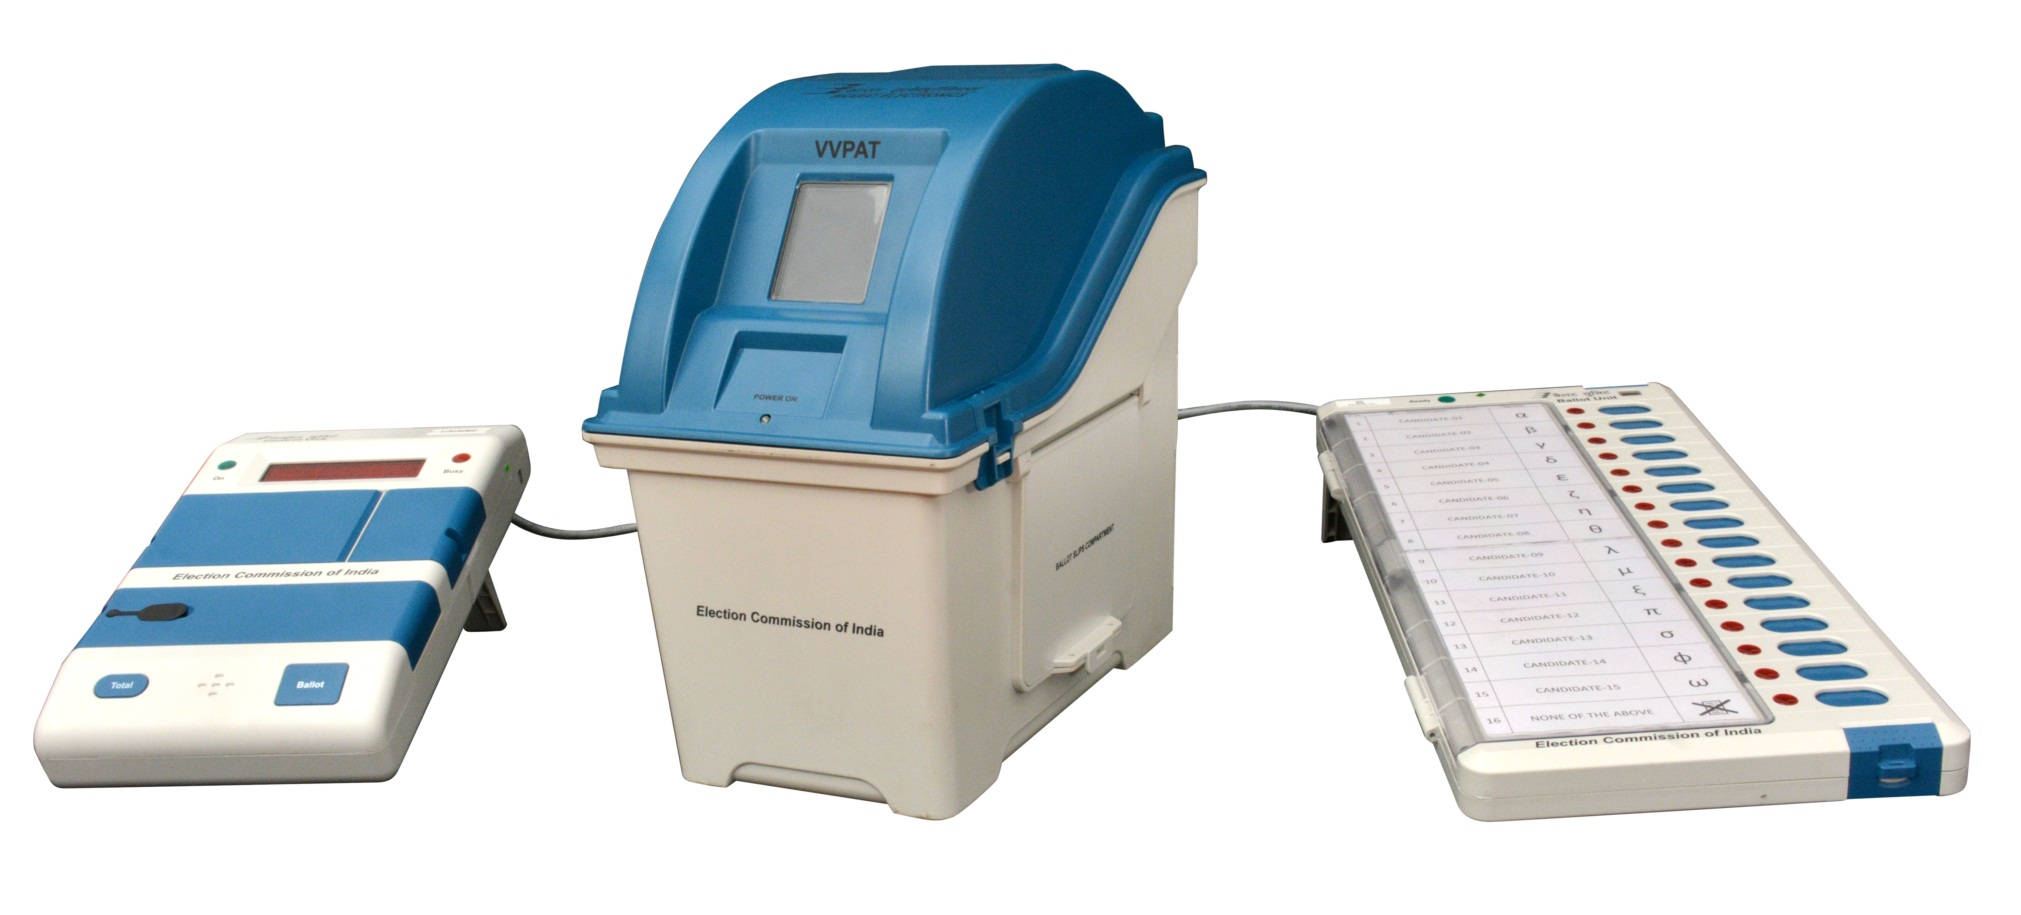 On
Busy
Election Commission of India
Total
Ballot
BHARAT ELECTRONICS
VVPAT
POWER ON
Election Commission of India
BALLOT SLIPS COMPARTMENT
Ready
Ballot Unit
1 CANDIDATE-01 α
2 CANDIDATE-02 β
3 CANDIDATE-03 γ
4 CANDIDATE-04 δ
5 CANDIDATE-05 ε
6 CANDIDATE-06 ζ
7 CANDIDATE-07 η
8 CANDIDATE-08 θ
9 CANDIDATE-09 λ
10 CANDIDATE-10 μ
11 CANDIDATE-11 ξ
12 CANDIDATE-12 π
13 CANDIDATE-13 σ
14 CANDIDATE-14 φ
15 CANDIDATE-15 ω
16 NONE OF THE ABOVE
Election Commission of India